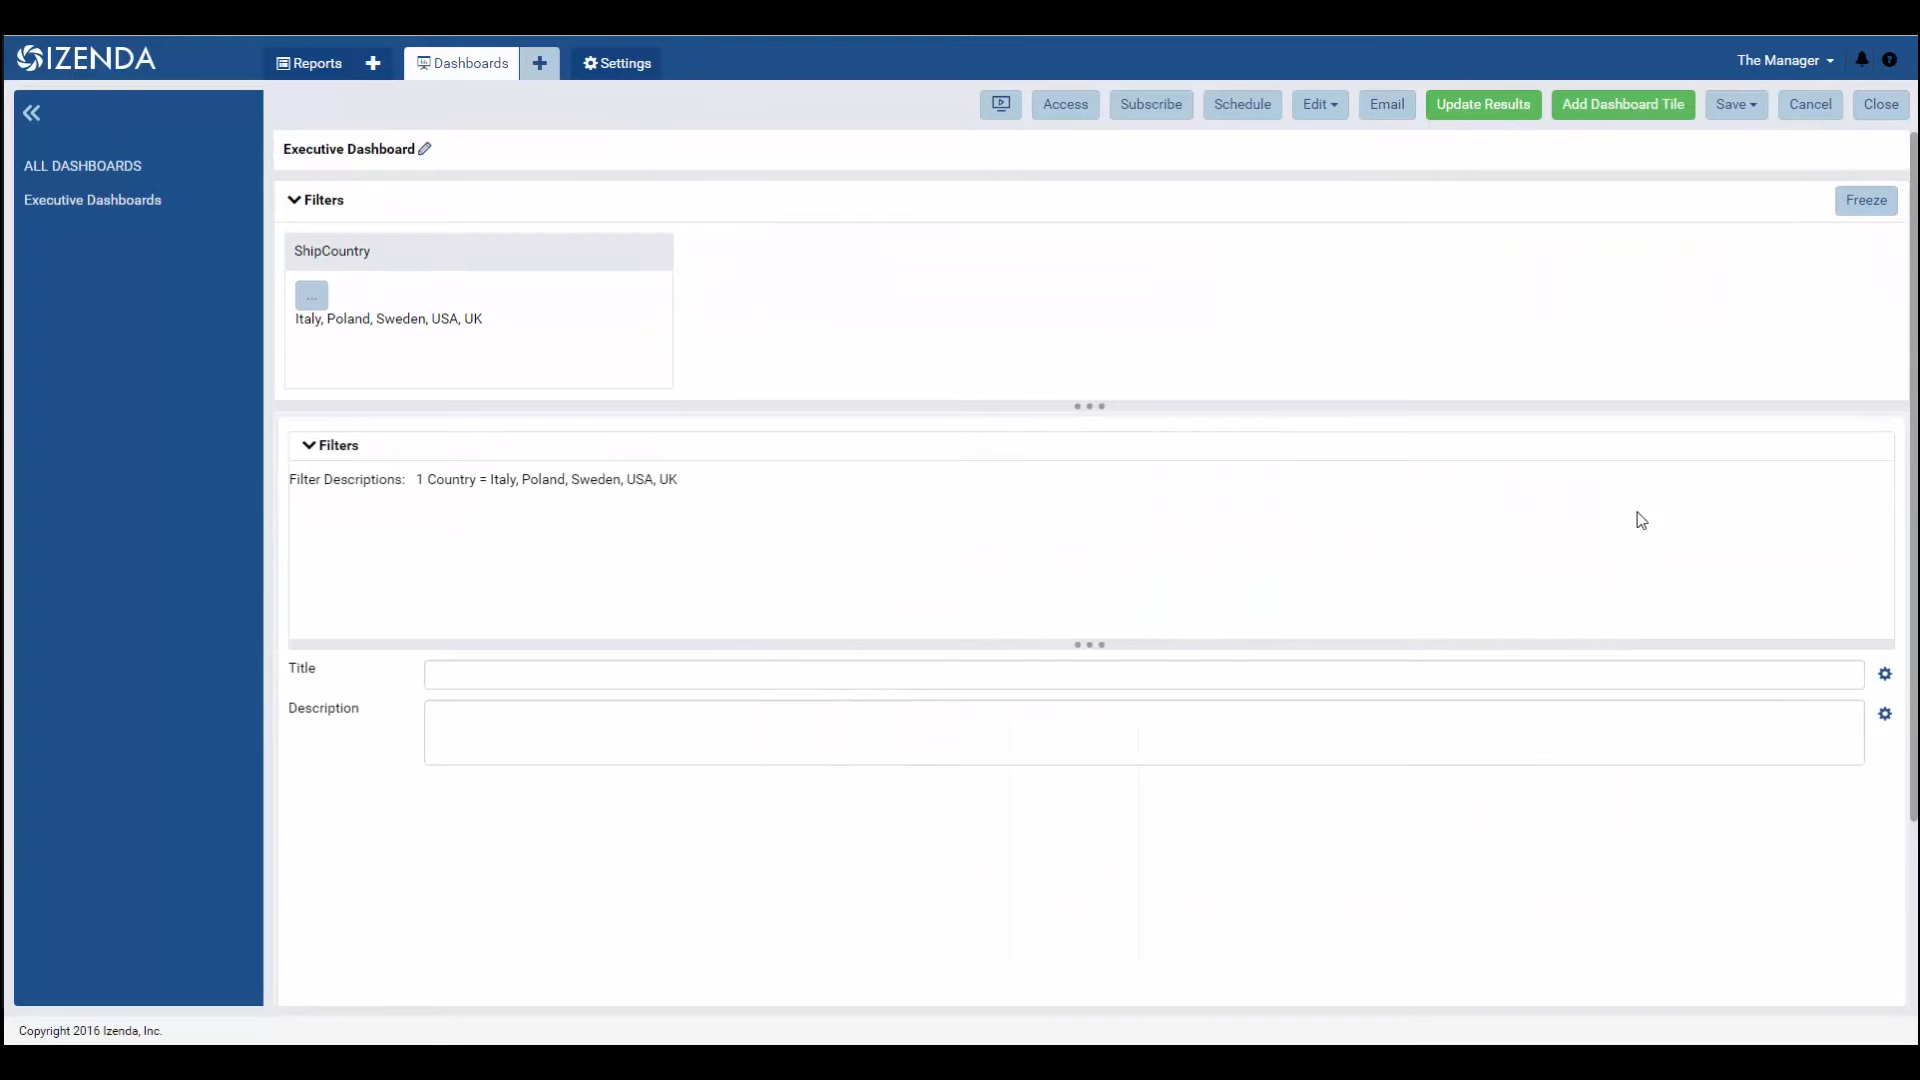 IZENDA
Reports
Dashboards
Settings
The Manager
Access
Subscribe
Schedule
Edit
Email
Update Results
Add Dashboard Tile
Save
Cancel
Close
ALL DASHBOARDS
Executive Dashboards
Executive Dashboard
Filters
Freeze
ShipCountry
...
Italy, Poland, Sweden, USA, UK
Filters
Filter Descriptions: 1 Country = Italy, Poland, Sweden, USA, UK
Title
Description
Copyright 2016 Izenda, Inc.